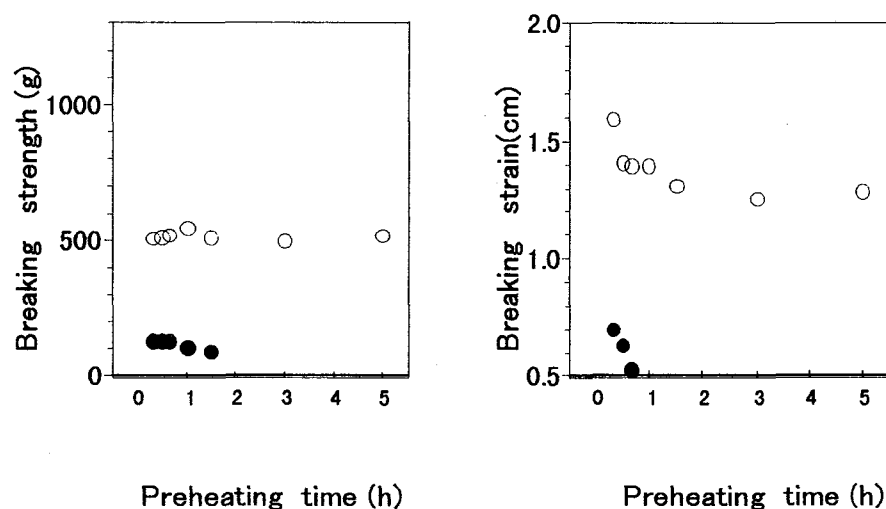 Breaking strength (g)
1000
500
0
0 1 2 3 4 5
Preheating time (h)
Breaking strain(cm)
2.0
1.5
1.0
0.5
0 1 2 3 4 5
Preheating time (h)